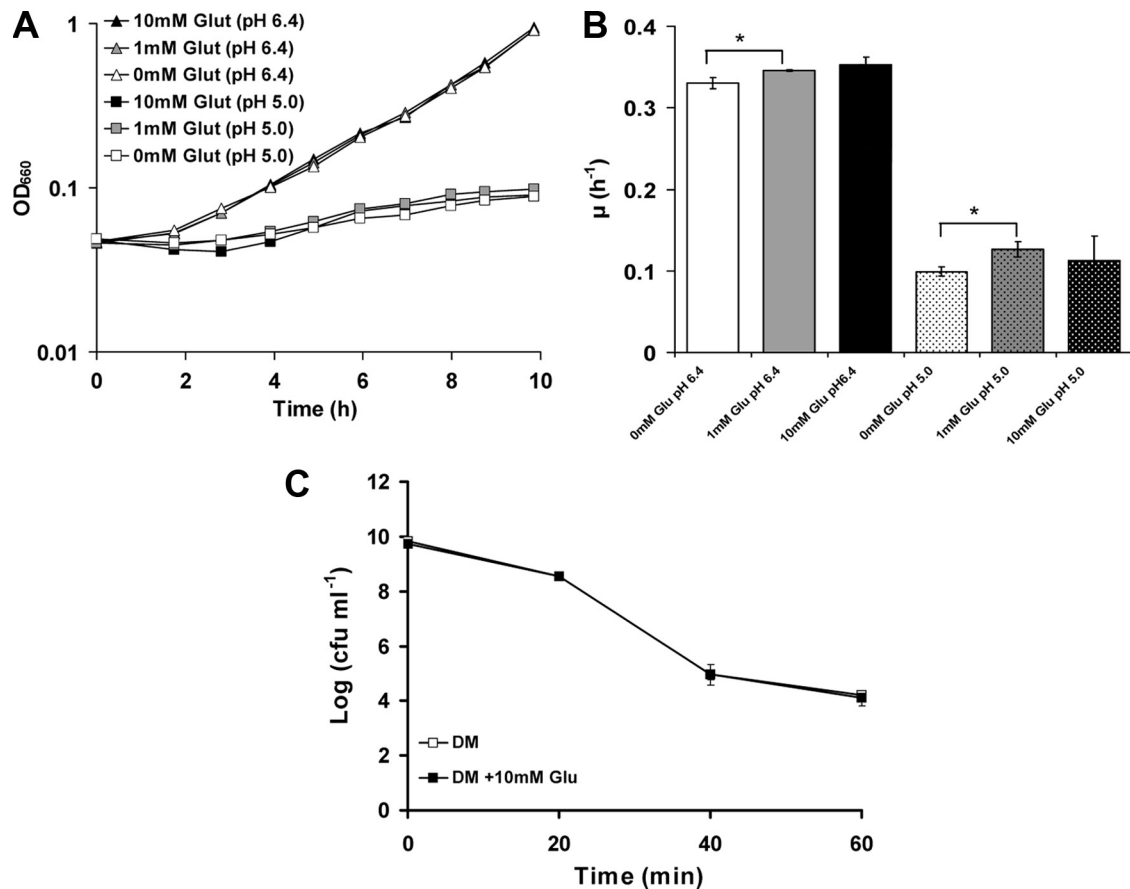 A
10mM Glut (pH 6.4)
1mM Glut (pH 6.4)
0mM Glut (pH 6.4)
10mM Glut (pH 5.0)
1mM Glut (pH 5.0)
0mM Glut (pH 5.0)
1
0.1
0.01
OD660
0
2
4
6
8
10
Time (h)
B
0.4
0.3
0.2
0.1
0
µ (h-1)
*
*
0mM Glu pH 6.4
1mM Glu pH 6.4
10mM Glu pH6.4
0mM Glu pH 5.0
1mM Glu pH 5.0
10mM Glu pH 5.0
C
12
10
8
6
4
2
0
Log (cfu ml-1)
DM
DM +10mM Glu
0
20
40
60
Time (min)